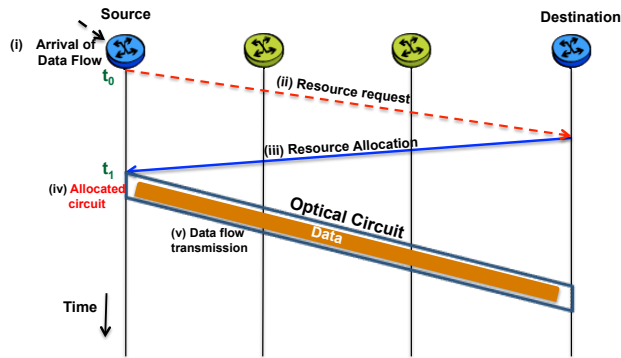 Source
Destination
(i) Arrival of
Data Flow
t0
(ii) Resource request
(iii) Resource Allocation
t1
(iv) Allocated
circuit
Optical Circuit
(v) Data flow
transmission
Data
Time